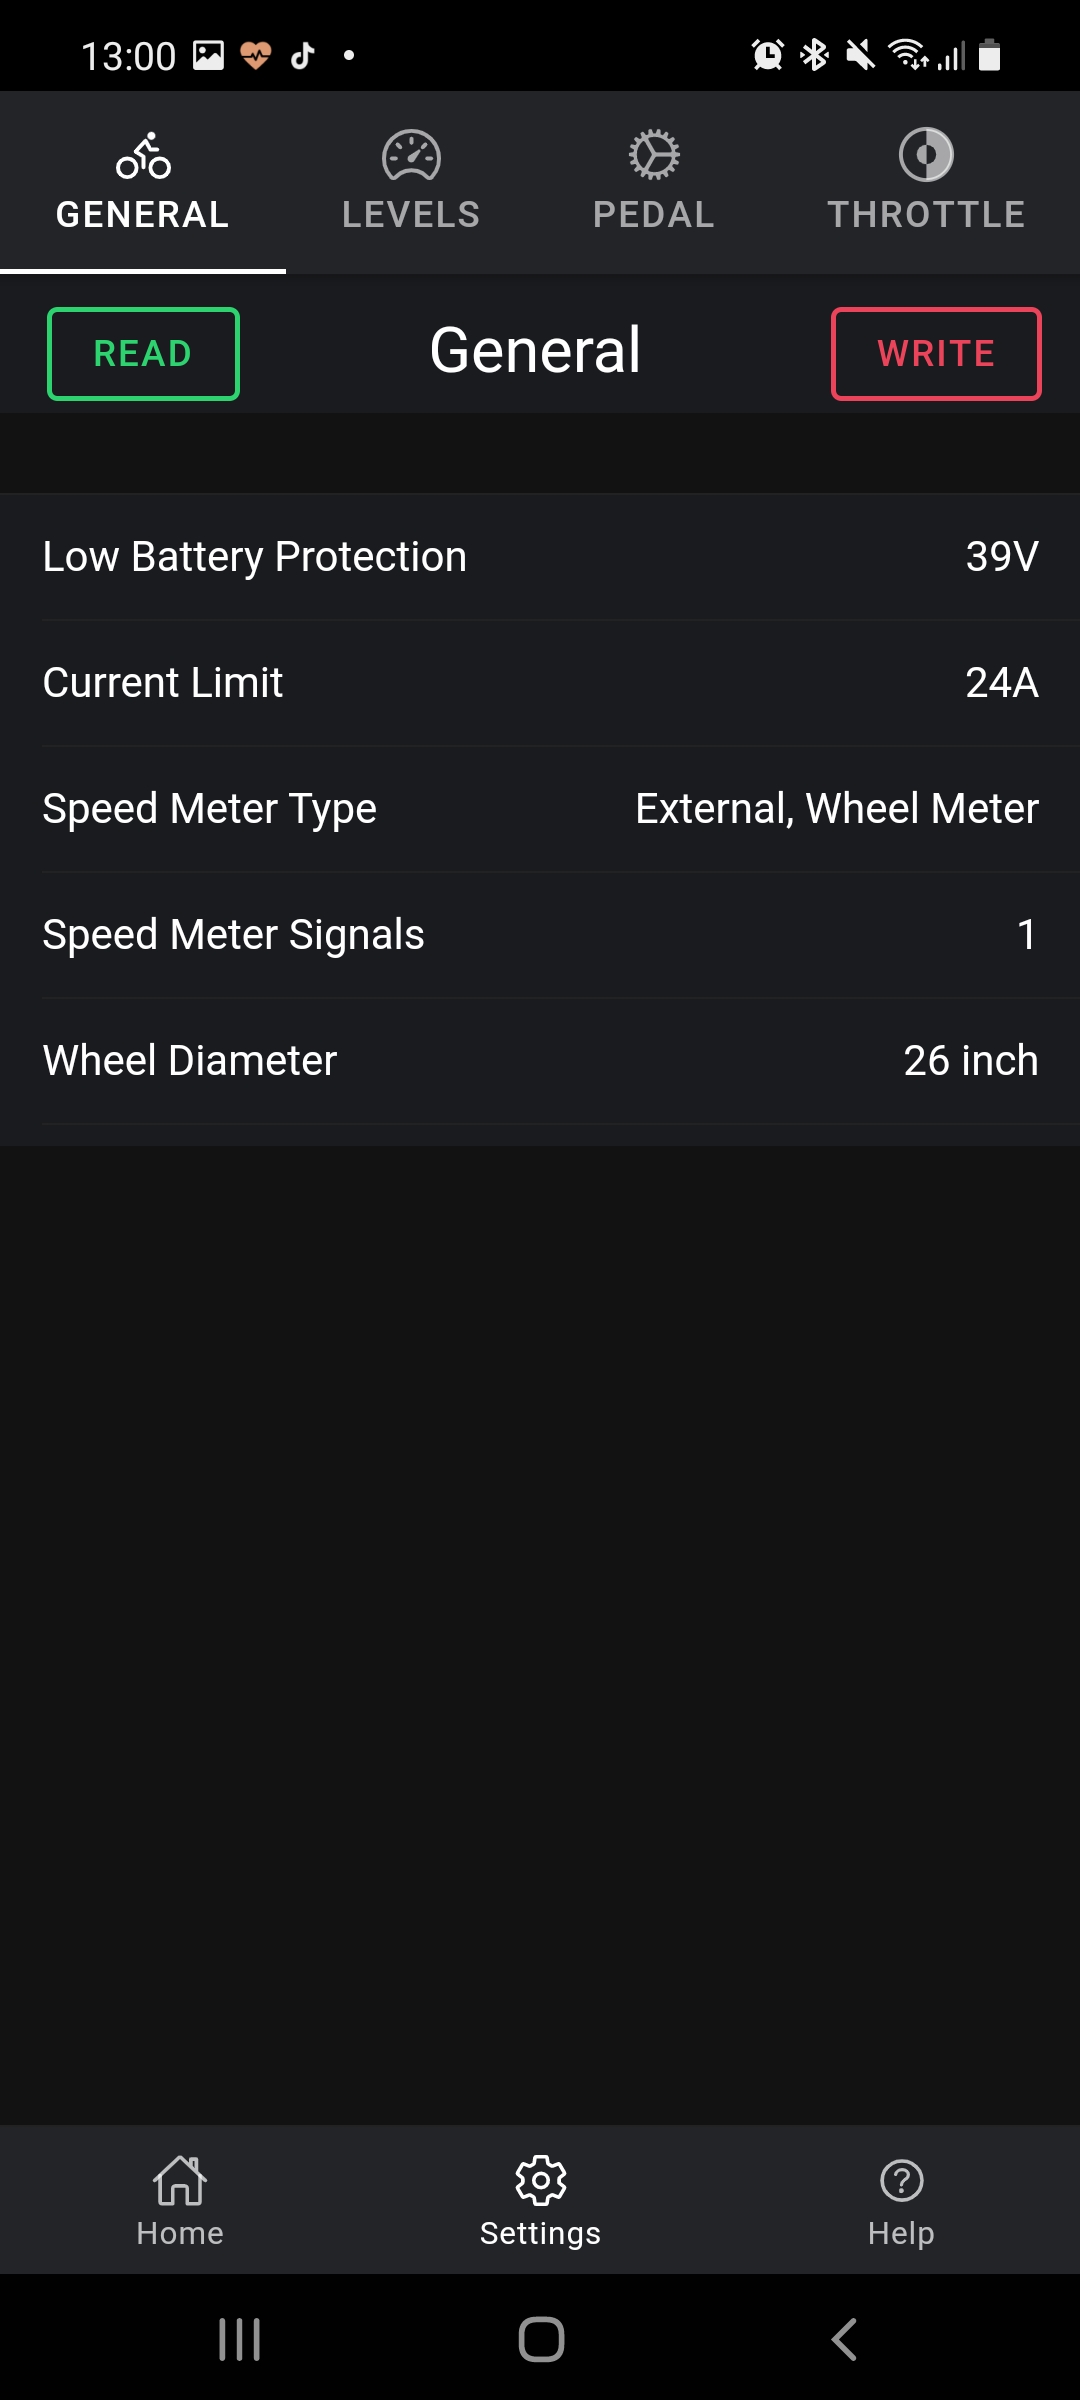 13:00
GENERAL LEVELS PEDAL THROTTLE
READ General WRITE
Low Battery Protection 39V
Current Limit 24A
Speed Meter Type External, Wheel Meter
Speed Meter Signals 1
Wheel Diameter 26 inch
Home Settings Help